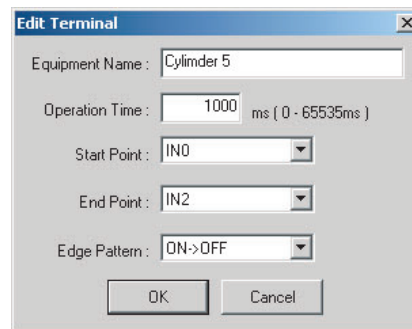 Edit Terminal
Equipment Name : Cylimder 5
Operation Time : 1000 ms ( 0 - 65535ms )
Start Point : IN0
End Point : IN2
Edge Pattern : ON->OFF
OK Cancel